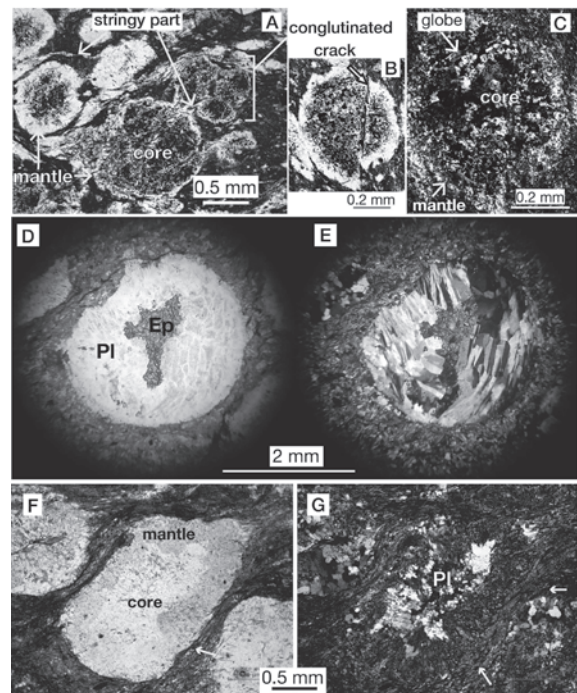 stringy part
A
conglutinated
crack
B
globe
C
core
core
mantle
0.5 mm
0.2 mm
mantle
0.2 mm
D
E
Ep
Pl
2 mm
F
mantle
G
Pl
core
0.5 mm